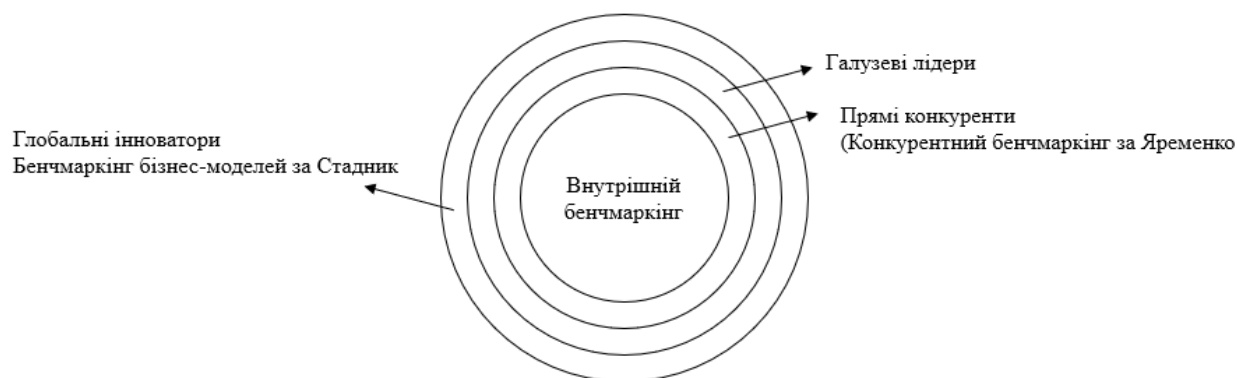 Галузеві лідери
Прямі конкуренти
(Конкурентний бенчмаркінг за Яременко
Глобальні інноватори
Бенчмаркінг бізнес-моделей за Стадник
Внутрішній
бенчмаркінг